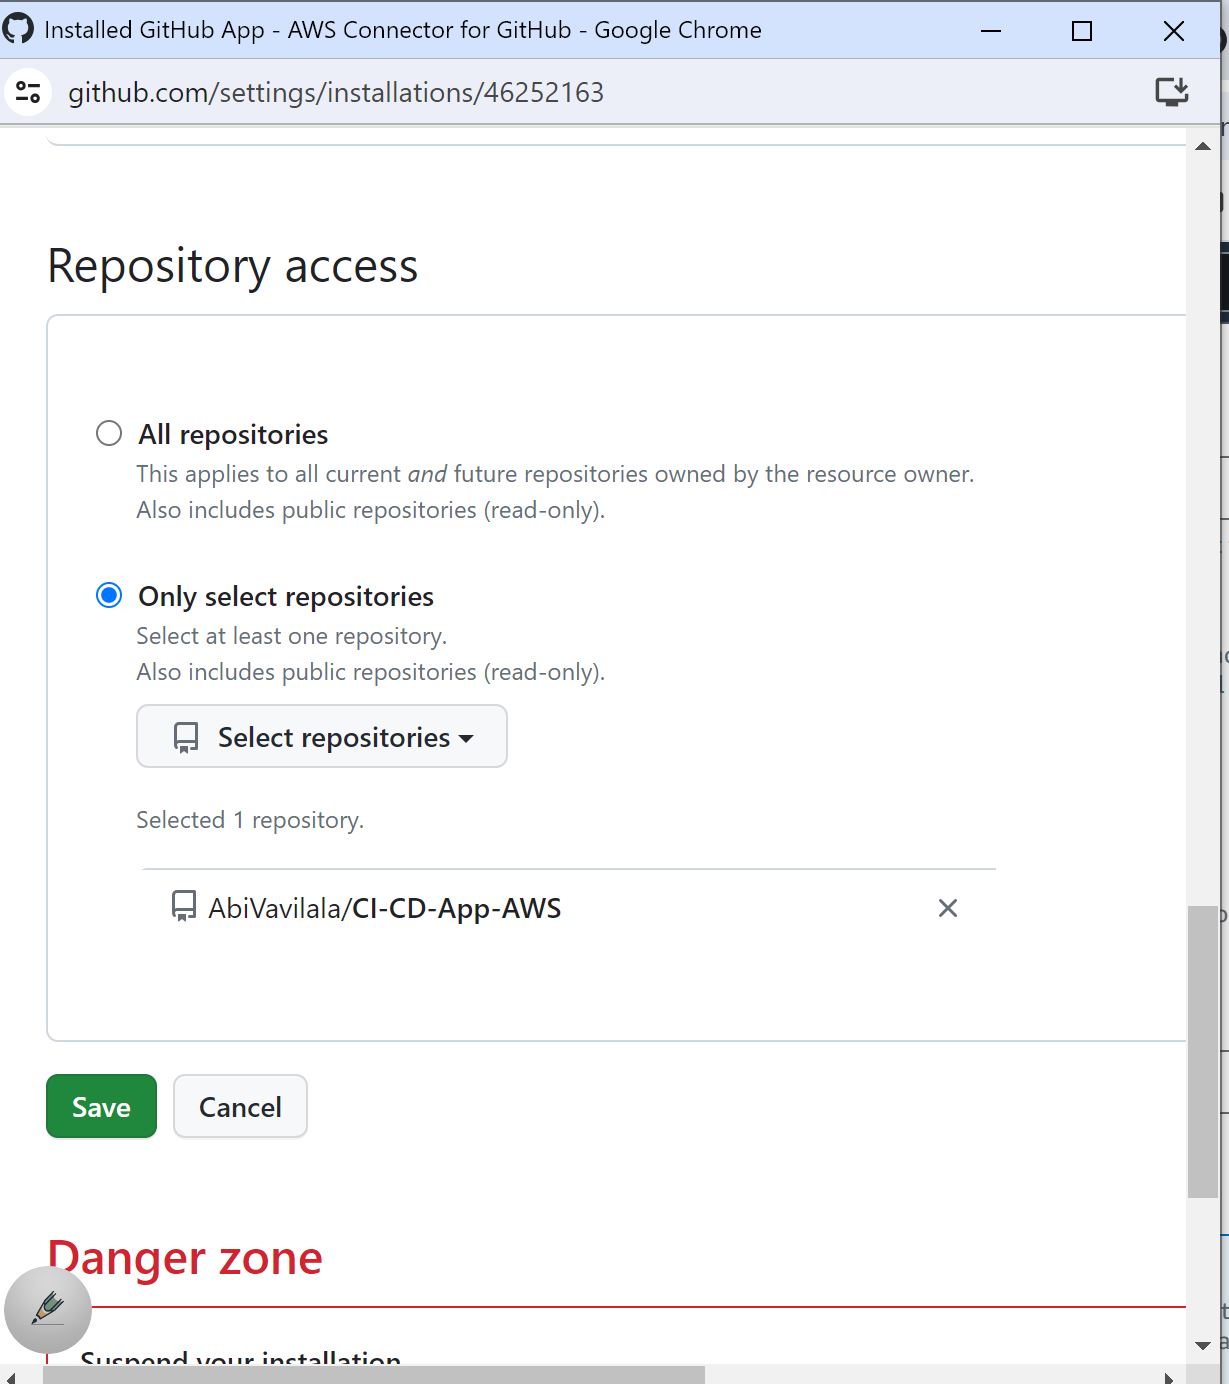 Installed GitHub App - AWS Connector for GitHub - Google Chrome
github.com/settings/installations/46252163
Repository access
All repositories
This applies to all current and future repositories owned by the resource owner.
Also includes public repositories (read-only).
Only select repositories
Select at least one repository.
Also includes public repositories (read-only).
Select repositories
Selected 1 repository.
AbiVavilala/CI-CD-App-AWS
Save
Cancel
Danger zone
Suspend your installation